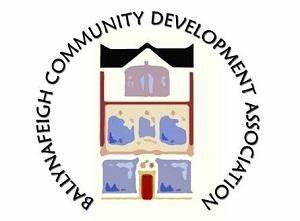 BALLYNAFEIGH COMMUNITY DEVELOPMENT ASSOCIATION